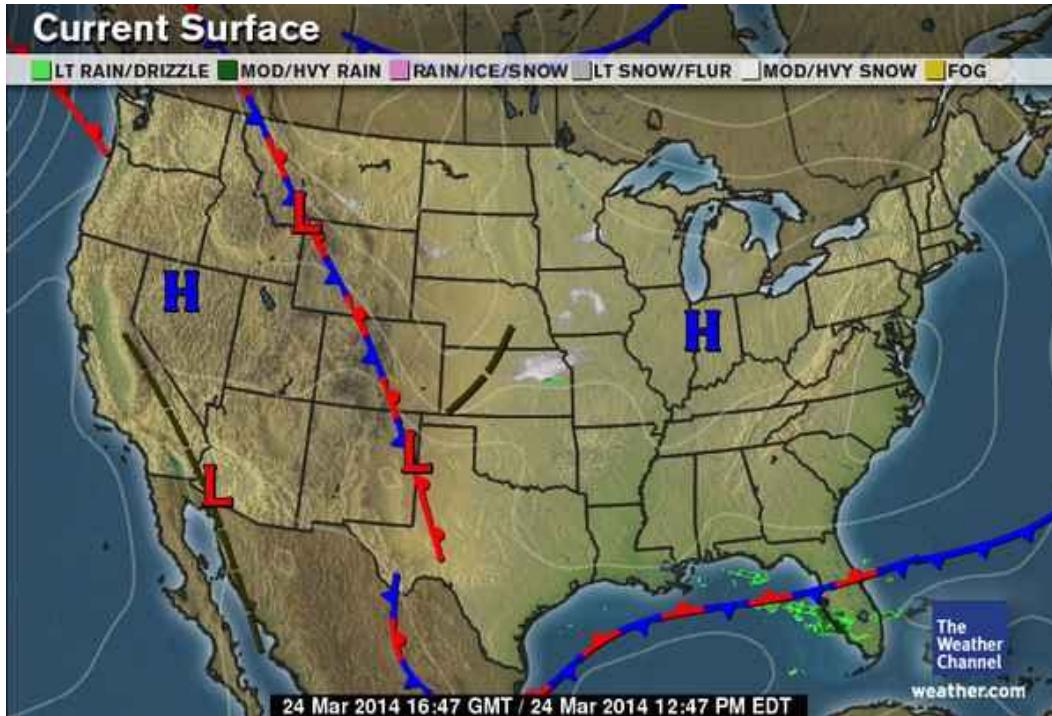 Current Surface
LT RAIN/DRIZZLE MOD/HVY RAIN RAIN/ICE/SNOW LT SNOW/FLUR MOD/HVY SNOW FOG
L
H
H
L
L
The
Weather
Channel
weather.com
24 Mar 2014 16:47 GMT / 24 Mar 2014 12:47 PM EDT